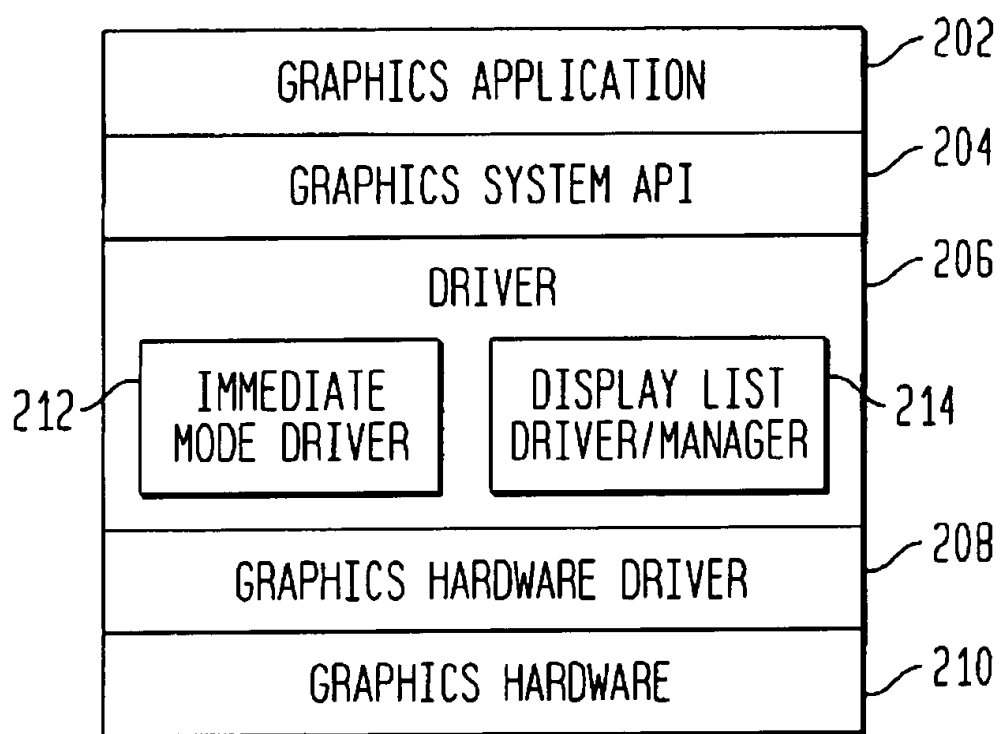 GRAPHICS APPLICATION
202
GRAPHICS SYSTEM API
204
DRIVER
206
212
IMMEDIATE
MODE DRIVER
DISPLAY LIST
DRIVER/MANAGER
214
GRAPHICS HARDWARE DRIVER
208
GRAPHICS HARDWARE
210